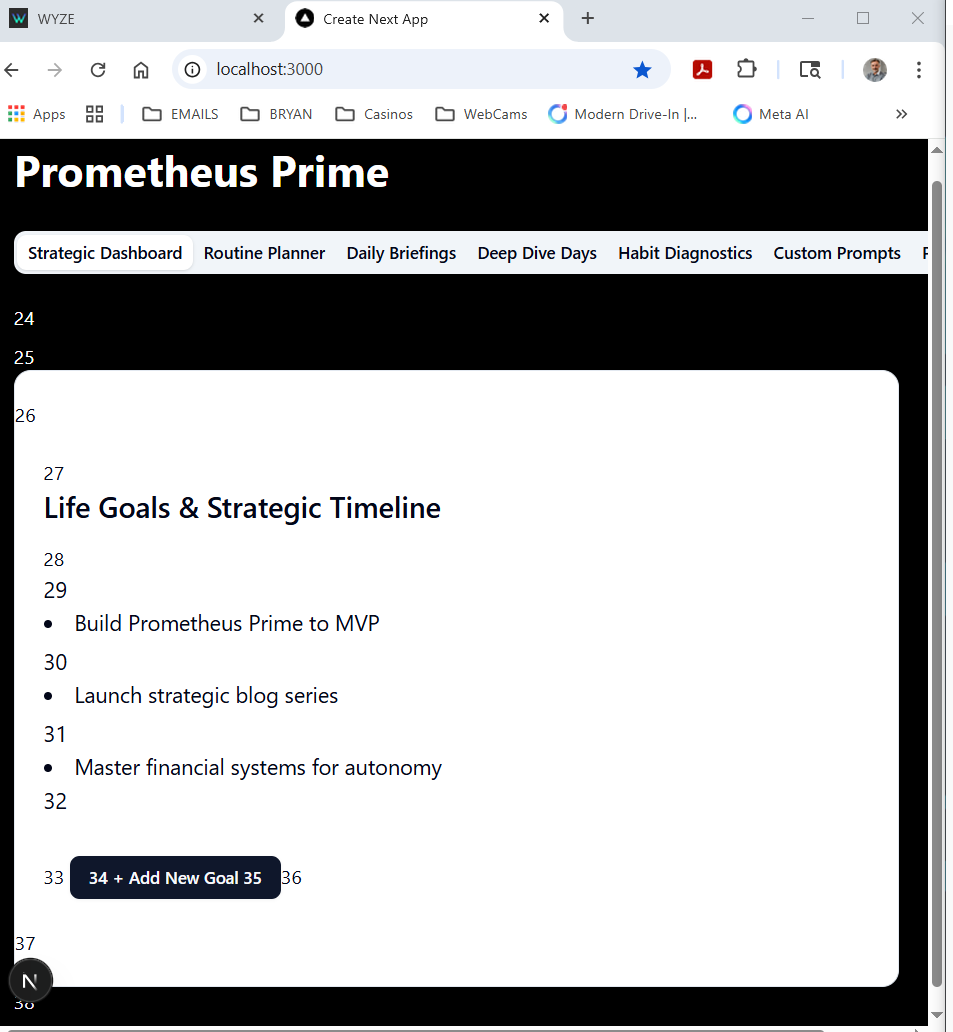 WYZE
Create Next App
localhost:3000
Apps
EMAILS
BRYAN
Casinos
WebCams
Modern Drive-In |...
Meta AI
Prometheus Prime
Strategic Dashboard
Routine Planner
Daily Briefings
Deep Dive Days
Habit Diagnostics
Custom Prompts
24
25
26
27
Life Goals & Strategic Timeline
28
29
• Build Prometheus Prime to MVP
30
• Launch strategic blog series
31
• Master financial systems for autonomy
32
33 34 + Add New Goal 35 36
37
N
38